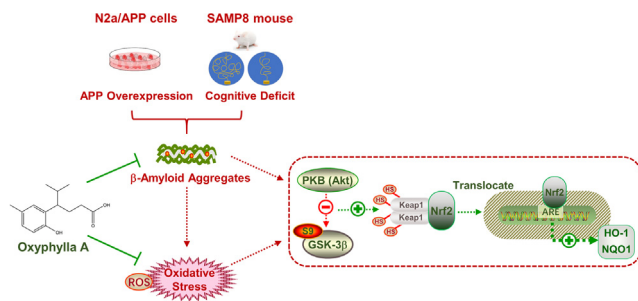 N2a/APP cells
SAMP8 mouse
APP Overexpression
Cognitive Deficit
β-Amyloid Aggregates
OH
O
HO
Oxyphylla A
ROS
Oxidative
Stress
PKB (Akt)
S9
GSK-3β
HS
HS
Keap1
Keap1
HS
HS
Nrf2
Translocate
Nrf2
ARE
HO-1
NQO1